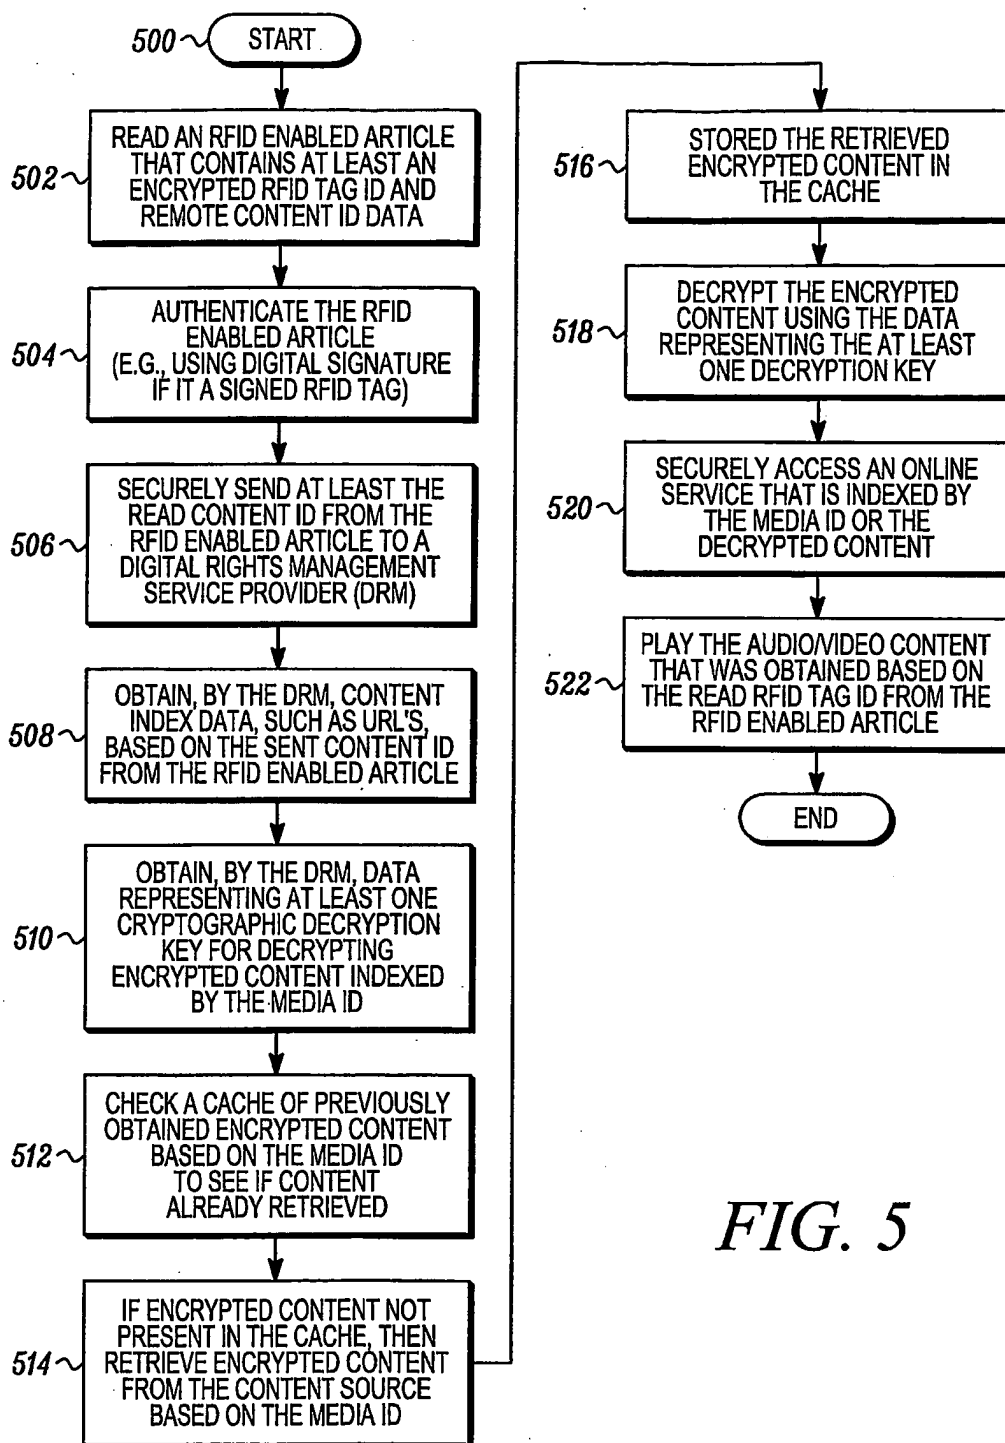 500
START
502
READ AN RFID ENABLED ARTICLE
THAT CONTAINS AT LEAST AN
ENCRYPTED RFID TAG ID AND
REMOTE CONTENT ID DATA
504
AUTHENTICATE THE RFID
ENABLED ARTICLE
(E.G., USING DIGITAL SIGNATURE
IF IT A SIGNED RFID TAG)
506
SECURELY SEND AT LEAST THE
READ CONTENT ID FROM THE
RFID ENABLED ARTICLE TO A
DIGITAL RIGHTS MANAGEMENT
SERVICE PROVIDER (DRM)
508
OBTAIN, BY THE DRM, CONTENT
INDEX DATA, SUCH AS URL'S,
BASED ON THE SENT CONTENT ID
FROM THE RFID ENABLED ARTICLE
510
OBTAIN, BY THE DRM, DATA
REPRESENTING AT LEAST ONE
CRYPTOGRAPHIC DECRYPTION
KEY FOR DECRYPTING
ENCRYPTED CONTENT INDEXED
BY THE MEDIA ID
512
CHECK A CACHE OF PREVIOUSLY
OBTAINED ENCRYPTED CONTENT
BASED ON THE MEDIA ID
TO SEE IF CONTENT
ALREADY RETRIEVED
514
IF ENCRYPTED CONTENT NOT
PRESENT IN THE CACHE, THEN
RETRIEVE ENCRYPTED CONTENT
FROM THE CONTENT SOURCE
BASED ON THE MEDIA ID
516
STORED THE RETRIEVED
ENCRYPTED CONTENT IN
THE CACHE
518
DECRYPT THE ENCRYPTED
CONTENT USING THE DATA
REPRESENTING THE AT LEAST
ONE DECRYPTION KEY
520
SECURELY ACCESS AN ONLINE
SERVICE THAT IS INDEXED BY
THE MEDIA ID OR THE
DECRYPTED CONTENT
522
PLAY THE AUDIO/VIDEO CONTENT
THAT WAS OBTAINED BASED ON
THE READ RFID TAG ID FROM THE
RFID ENABLED ARTICLE
END
FIG. 5